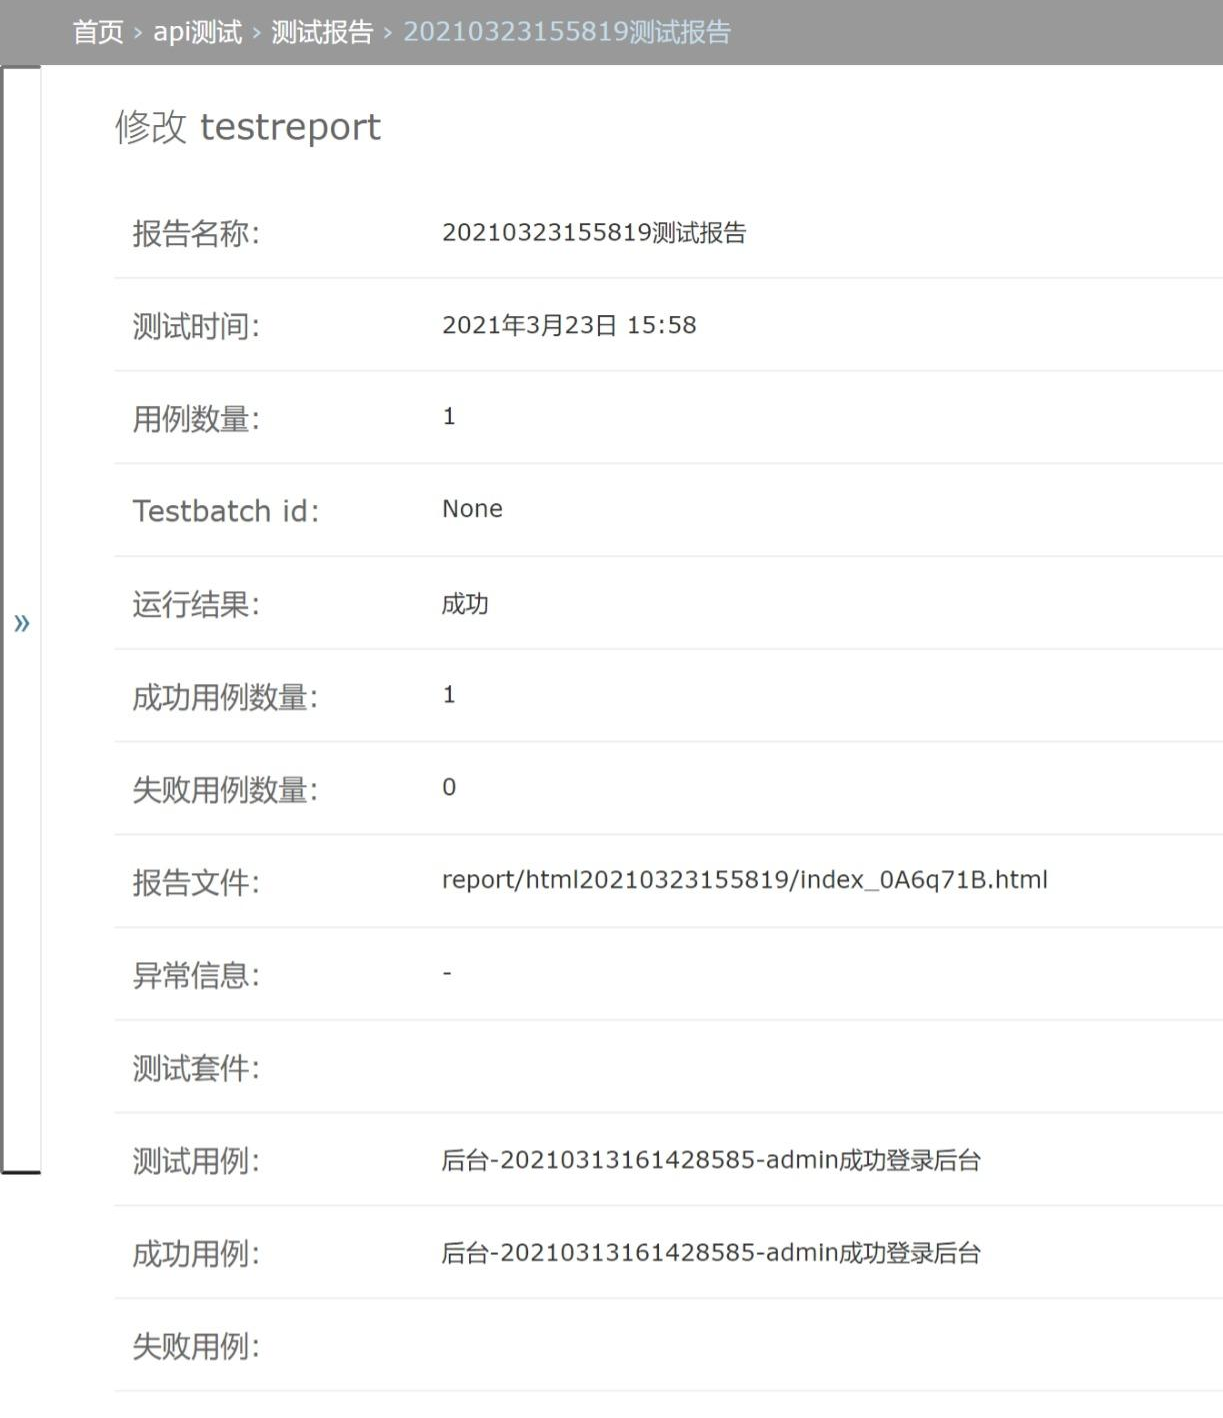 首页 › api测试 › 测试报告 › 20210323155819测试报告
修改 testreport
报告名称: 20210323155819测试报告
测试时间: 2021年3月23日 15:58
用例数量: 1
Testbatch id: None
运行结果: 成功
成功用例数量: 1
失败用例数量: 0
报告文件: report/html20210323155819/index_0A6q71B.html
异常信息: -
测试套件:
»
测试用例: 后台-20210313161428585-admin成功登录后台
成功用例: 后台-20210313161428585-admin成功登录后台
失败用例: